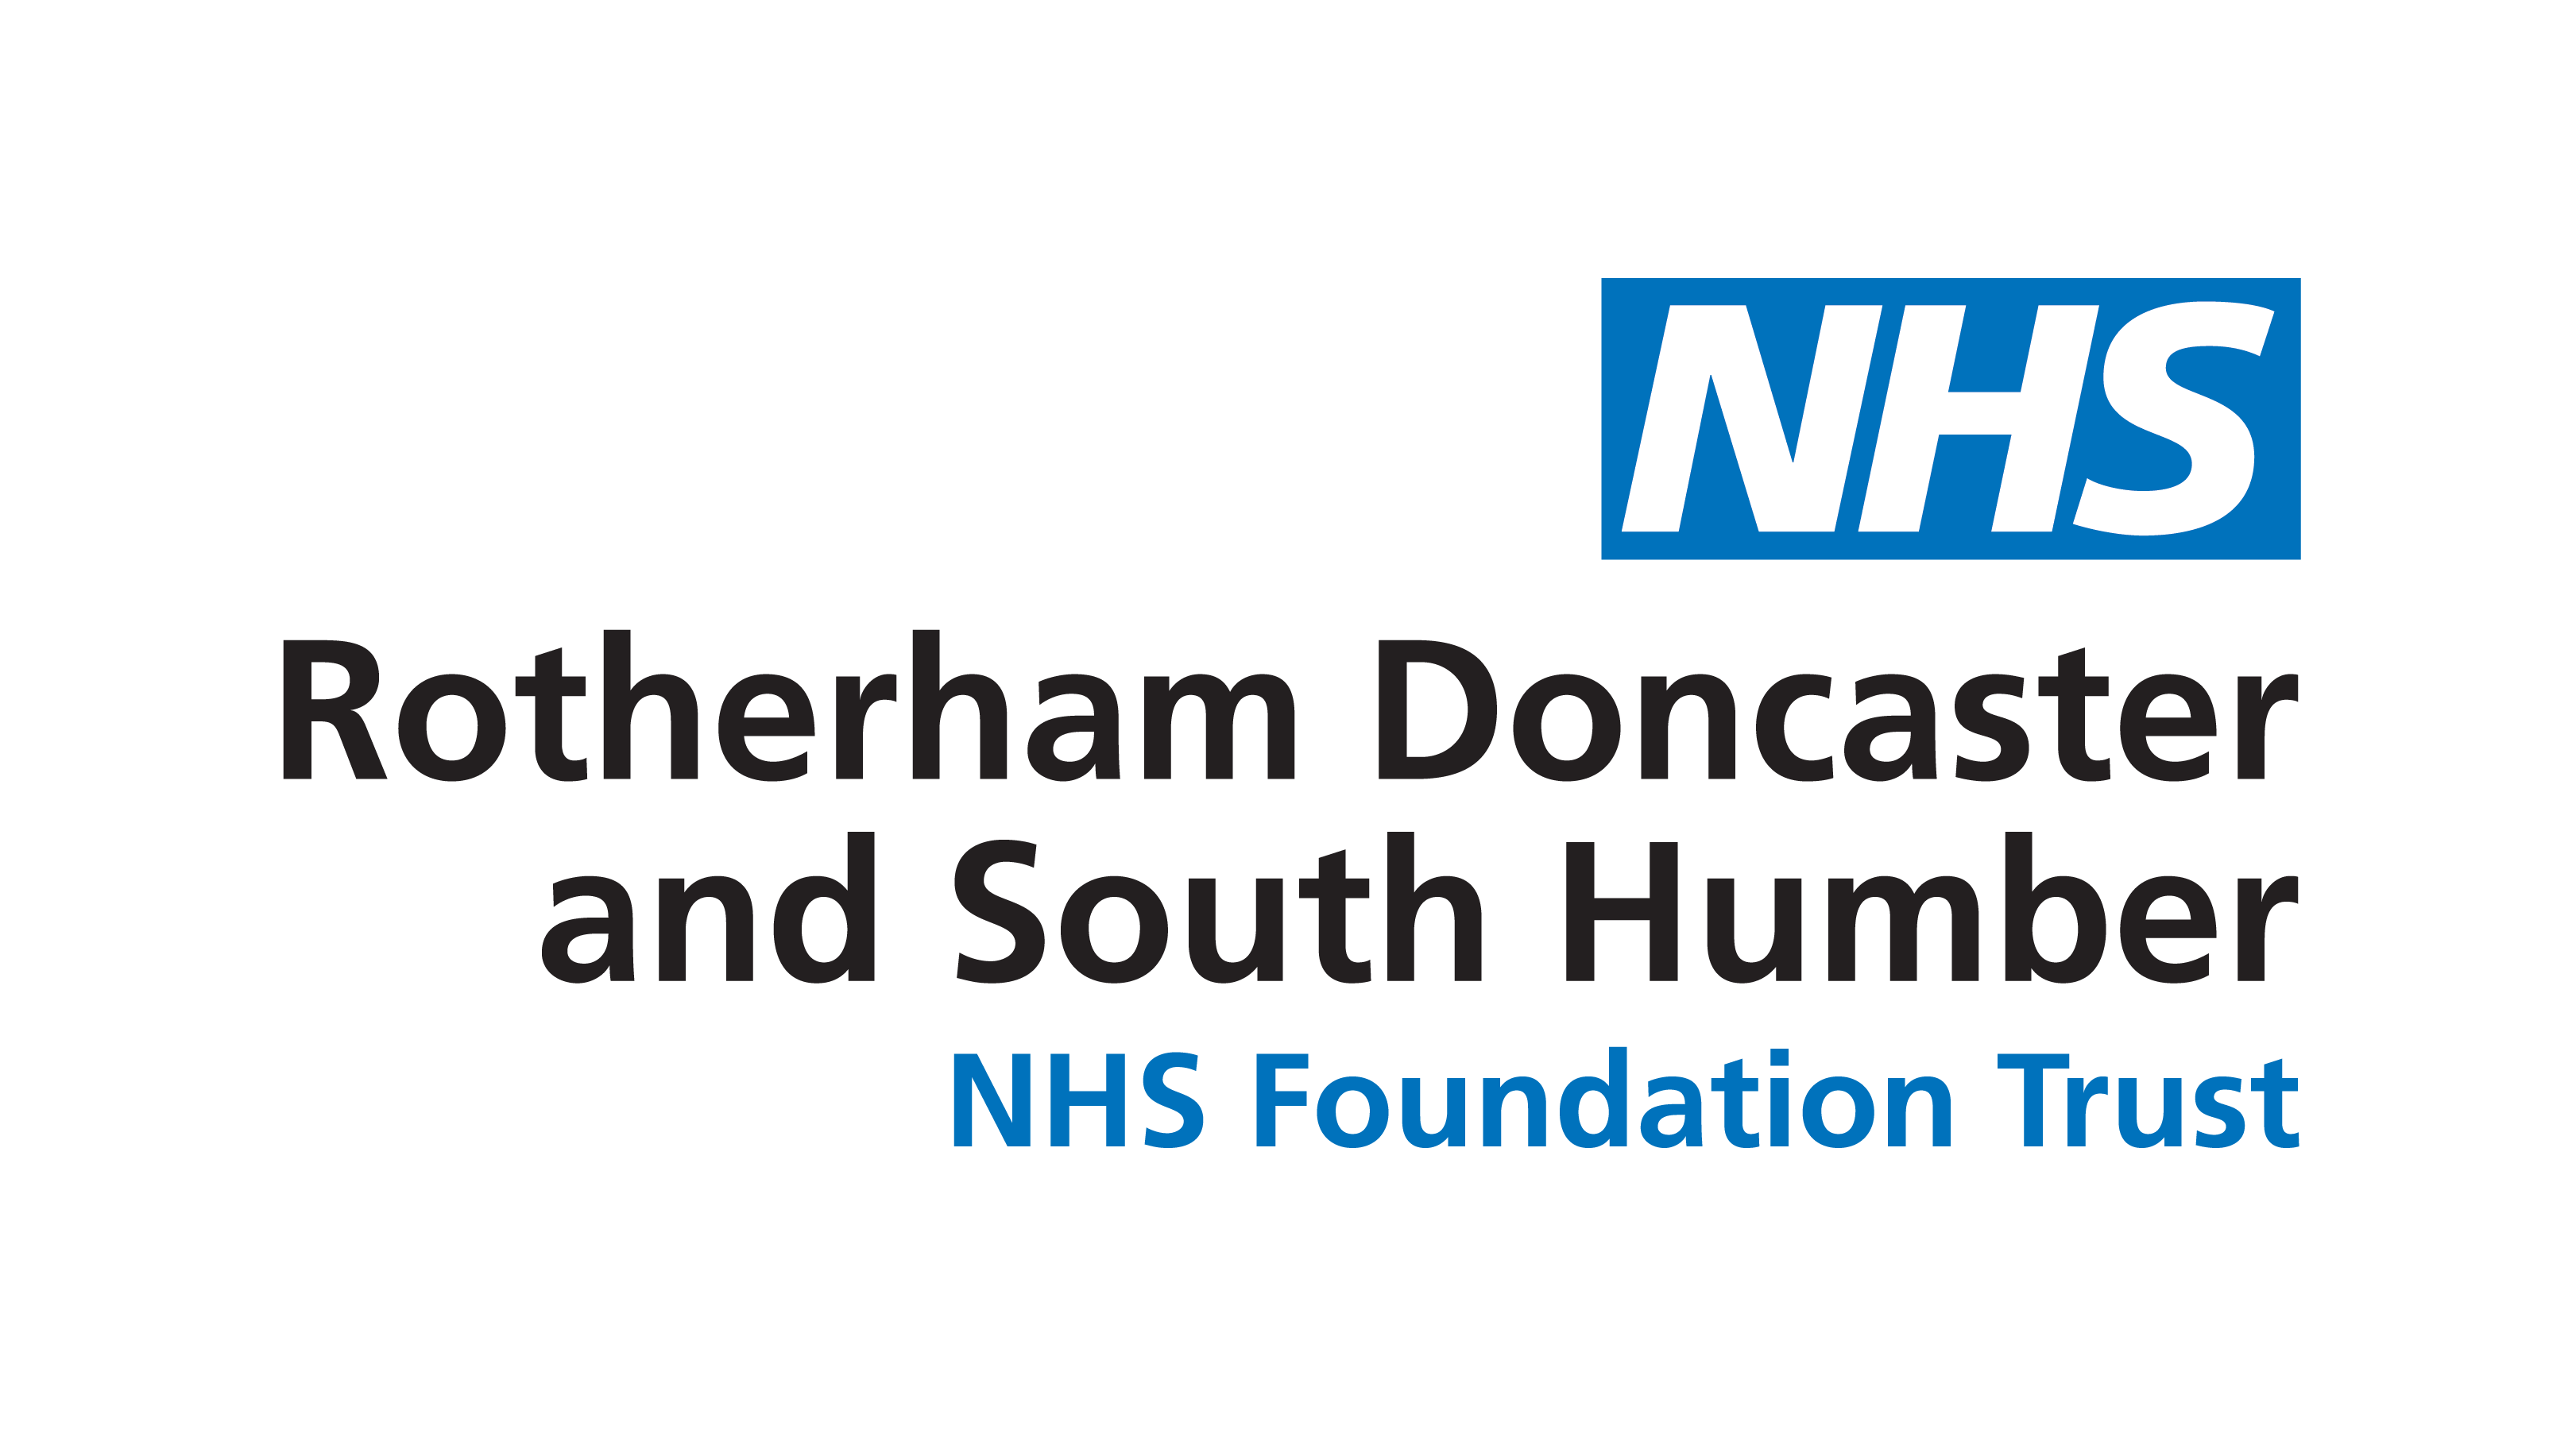 NHS
Rotherham Doncaster
and South Humber
NHS Foundation Trust